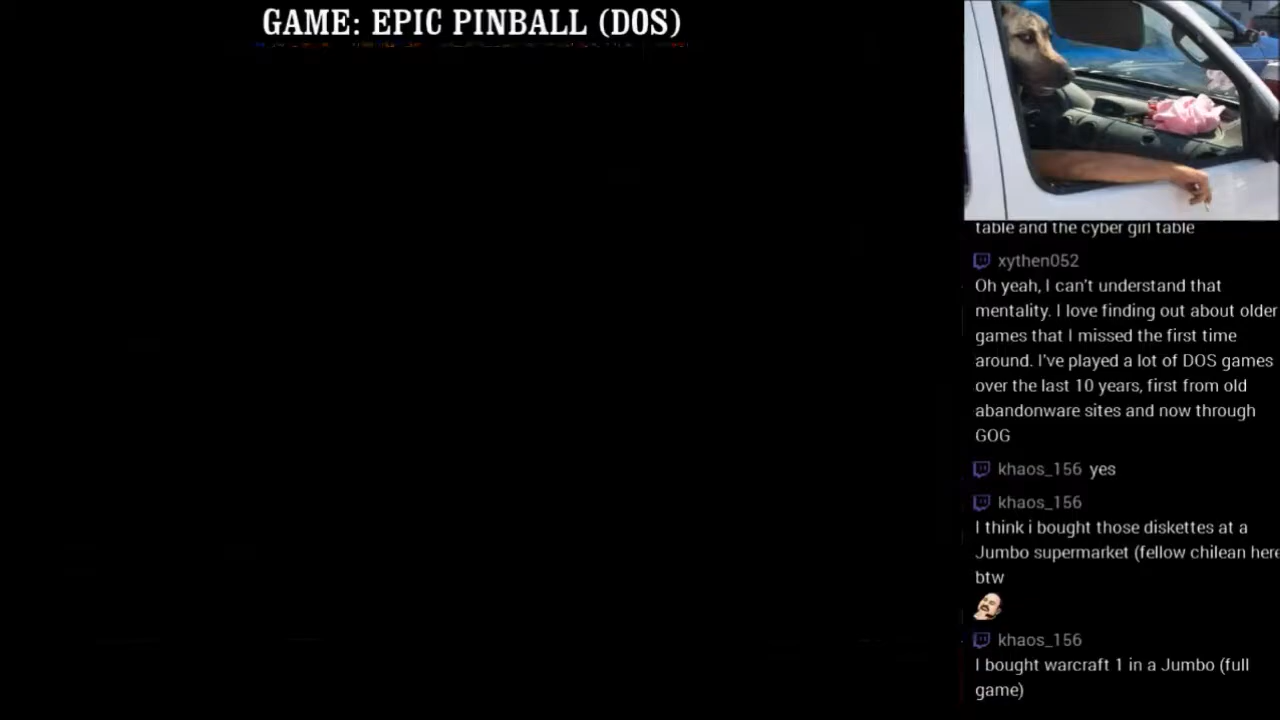 GAME: EPIC PINBALL (DOS)
table and the cyber girl table
xythen052
Oh yeah, I can't understand that
mentality. I love finding out about older
games that I missed the first time
around. I've played a lot of DOS games
over the last 10 years, first from old
abandonware sites and now through
GOG
khaos_156 yes
khaos_156
I think i bought those diskettes at a
Jumbo supermarket (fellow chilean here
btw
khaos_156
I bought warcraft 1 in a Jumbo (full
game)